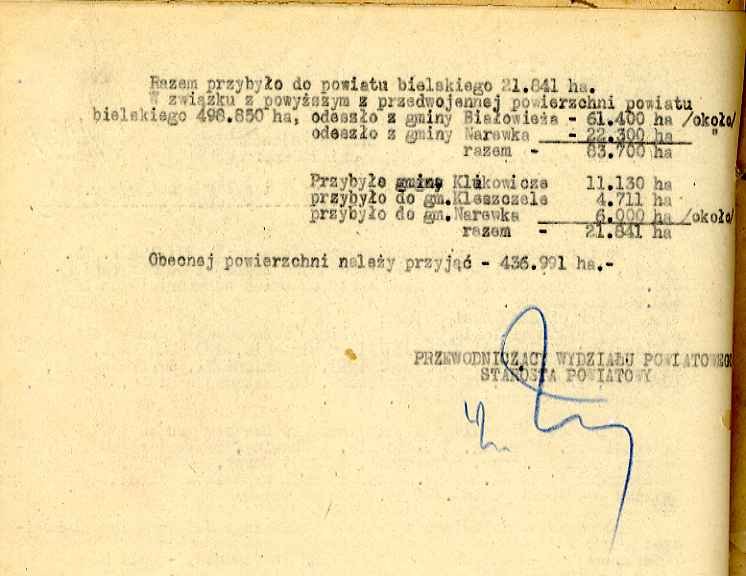 Razem przybyło do powiatu bielskiego 21.841 ha.
W związku z powyższym z przedwojennej powierzchni powiatu
bielskiego 498.850 ha, odeszło z gminy Białowieża - 61.400 ha /około/
odeszło z gminy Narewka - 22.300 ha "
razem - 83.700 ha
Przybyło gminy Klukowicze 11.130 ha
przybyło do gm.Kleszczele 4.711 ha
przybyło do gm.Narewka 6.000 ha /około/
razem - 21.841 ha
Obecnej powierzchni należy przyjąć - 436.991 ha.-
PRZEWODNICZĄCY WYDZIAŁU POWIATOWEGO
STAROSTA POWIATOWY